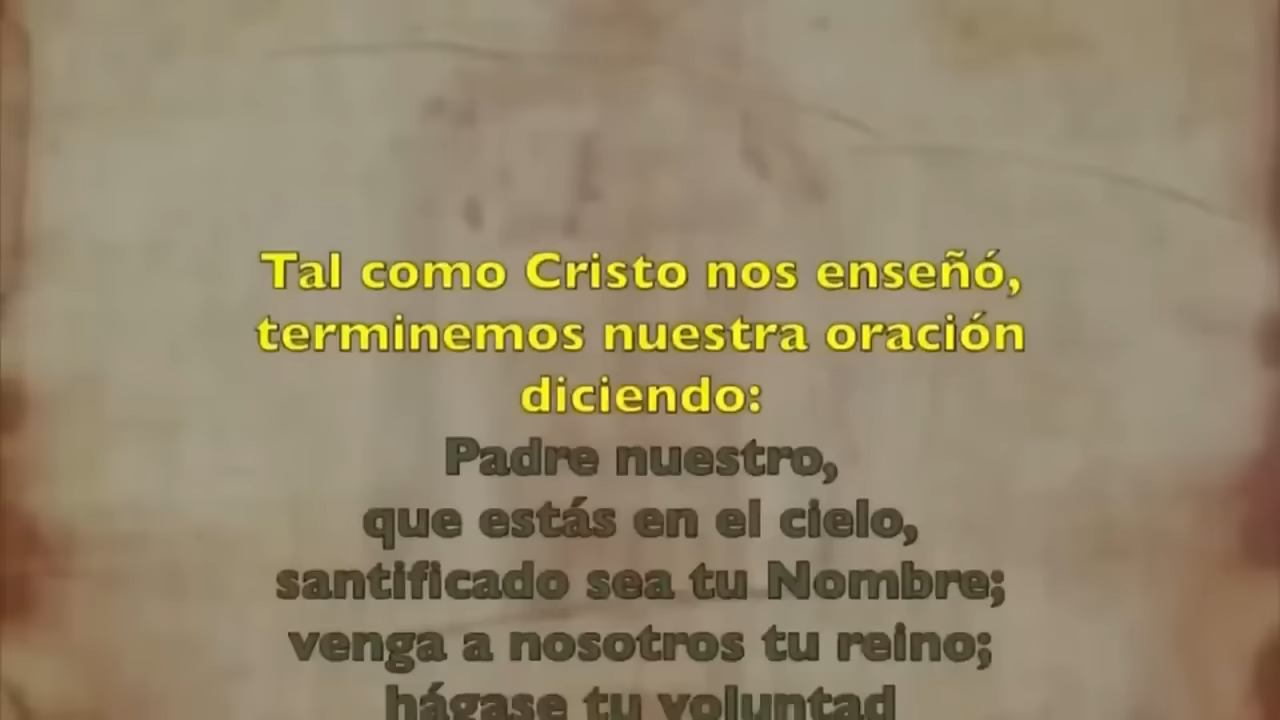 Tal como Cristo nos enseñó,
terminemos nuestra oración
diciendo:
Padre nuestro,
que estás en el cielo,
santificado sea tu Nombre;
venga a nosotros tu reino;
hágase tu voluntad